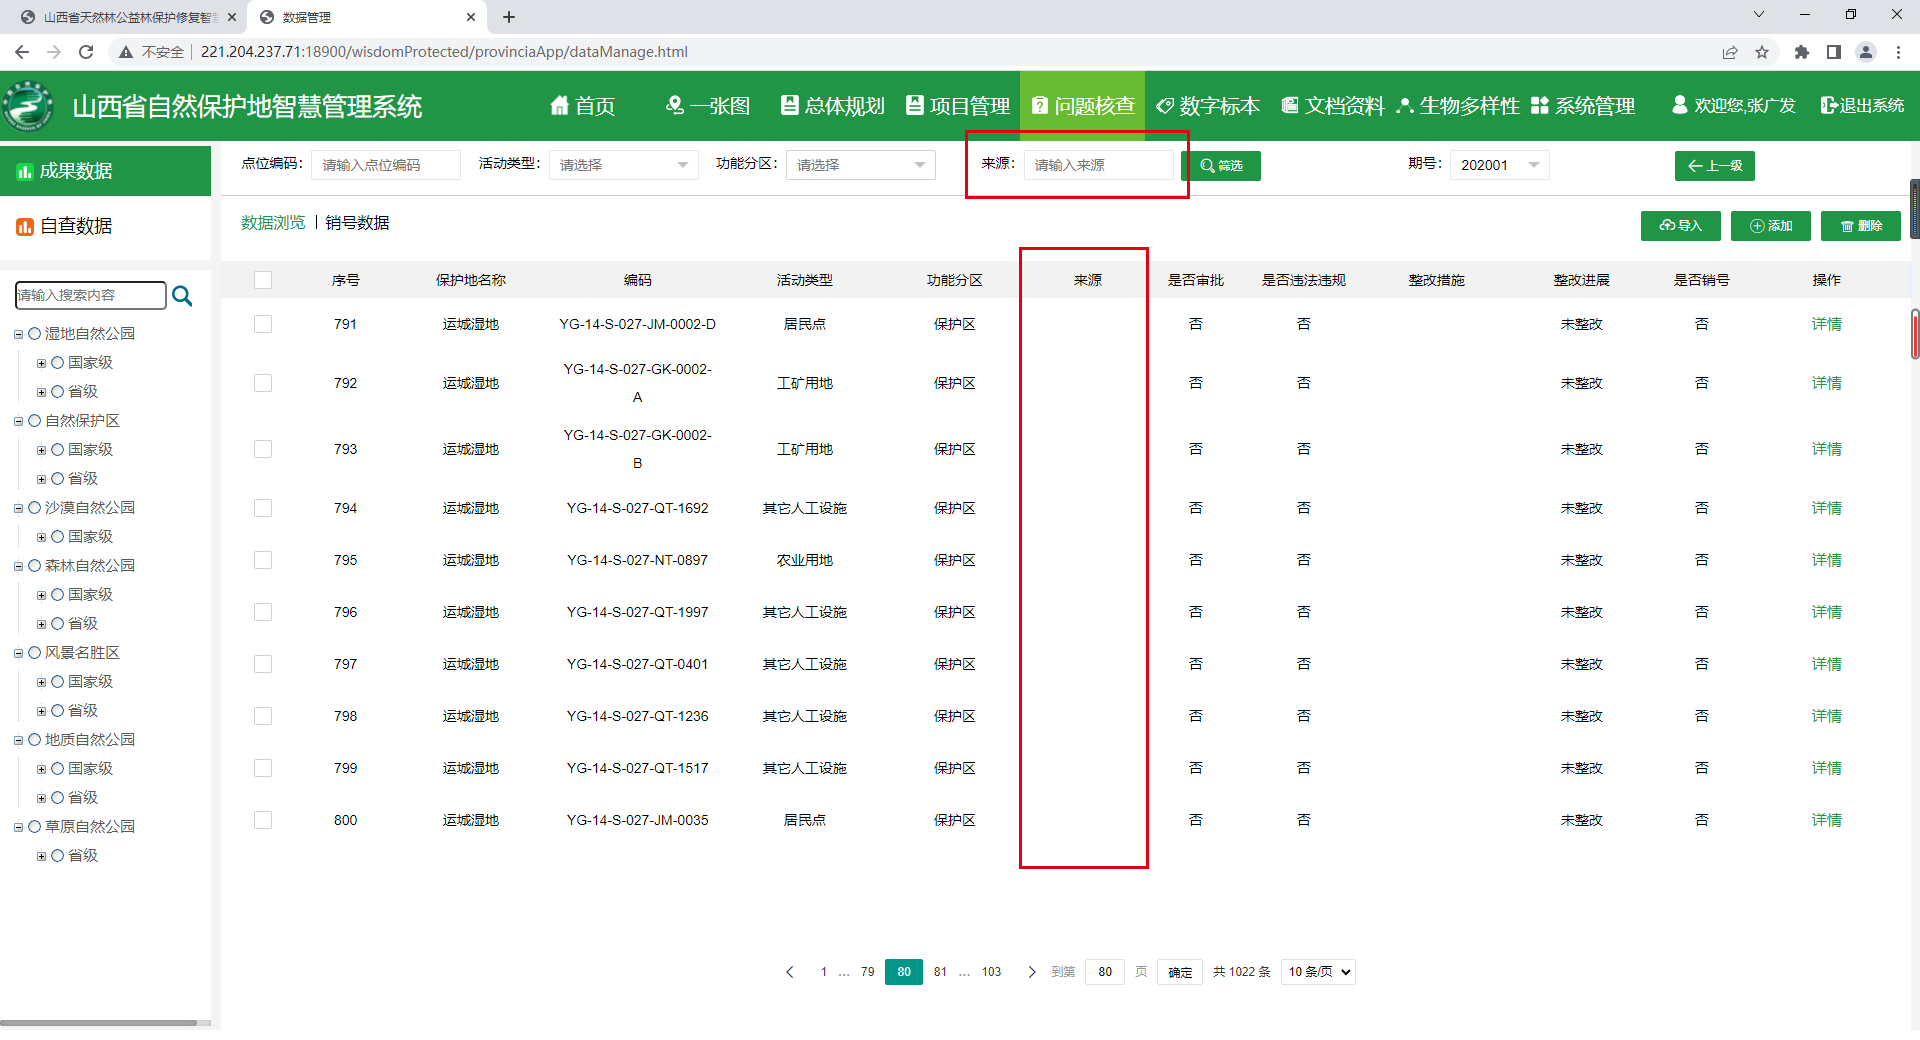 山西省天然林公益林保护修复智慧
数据管理
不安全 221.204.237.71:18900/wisdomProtected/provinciaApp/dataManage.html
山西省自然保护地智慧管理系统 首页 一张图 总体规划 项目管理 问题核查 数字标本 文档资料 生物多样性 系统管理 欢迎您,张广发 退出系统
成果数据
自查数据
请输入搜索内容
湿地自然公园
国家级
省级
自然保护区
国家级
省级
沙漠自然公园
国家级
森林自然公园
国家级
省级
风景名胜区
国家级
省级
地质自然公园
国家级
省级
草原自然公园
省级
点位编码: 请输入点位编码 活动类型: 请选择 功能分区: 请选择 来源: 请输入来源 筛选 期号: 202001 上一级
数据浏览 | 销号数据 导入 添加 删除
序号 保护地名称 编码 活动类型 功能分区 来源 是否审批 是否违法违规 整改措施 整改进展 是否销号 操作
791 运城湿地 YG-14-S-027-JM-0002-D 居民点 保护区 否 否 未整改 否 详情
YG-14-S-027-GK-0002-
792 运城湿地 A 工矿用地 保护区 否 否 未整改 否 详情
YG-14-S-027-GK-0002-
793 运城湿地 B 工矿用地 保护区 否 否 未整改 否 详情
794 运城湿地 YG-14-S-027-QT-1692 其它人工设施 保护区 否 否 未整改 否 详情
795 运城湿地 YG-14-S-027-NT-0897 农业用地 保护区 否 否 未整改 否 详情
796 运城湿地 YG-14-S-027-QT-1997 其它人工设施 保护区 否 否 未整改 否 详情
797 运城湿地 YG-14-S-027-QT-0401 其它人工设施 保护区 否 否 未整改 否 详情
798 运城湿地 YG-14-S-027-QT-1236 其它人工设施 保护区 否 否 未整改 否 详情
799 运城湿地 YG-14-S-027-QT-1517 其它人工设施 保护区 否 否 未整改 否 详情
800 运城湿地 YG-14-S-027-JM-0035 居民点 保护区 否 否 未整改 否 详情
1 ... 79 80 81 ... 103 到第 80 页 确定 共 1022 条 10 条/页